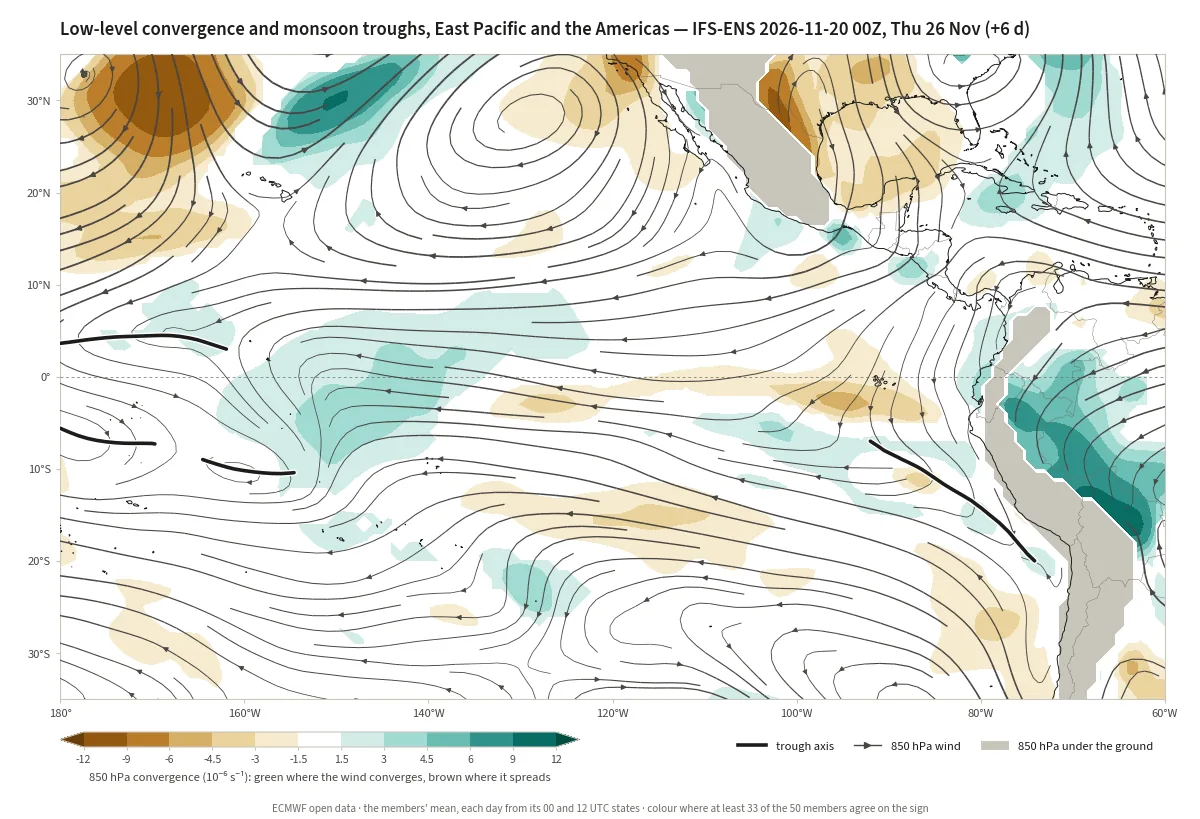 Low-level convergence and monsoon troughs, East Pacific and the Americas — IFS-ENS 2026-11-20 00Z, Thu 26 Nov (+6 d)
30°N
20°N
10°N
0°
10°S
20°S
30°S
180° 160°W 140°W 120°W 100°W 80°W 60°W
-12 -9 -6 -4.5 -3 -1.5 1.5 3 4.5 6 9 12
850 hPa convergence (10⁻⁶ s⁻¹): green where the wind converges, brown where it spreads
trough axis 850 hPa wind 850 hPa under the ground
ECMWF open data · the members' mean, each day from its 00 and 12 UTC states · colour where at least 33 of the 50 members agree on the sign